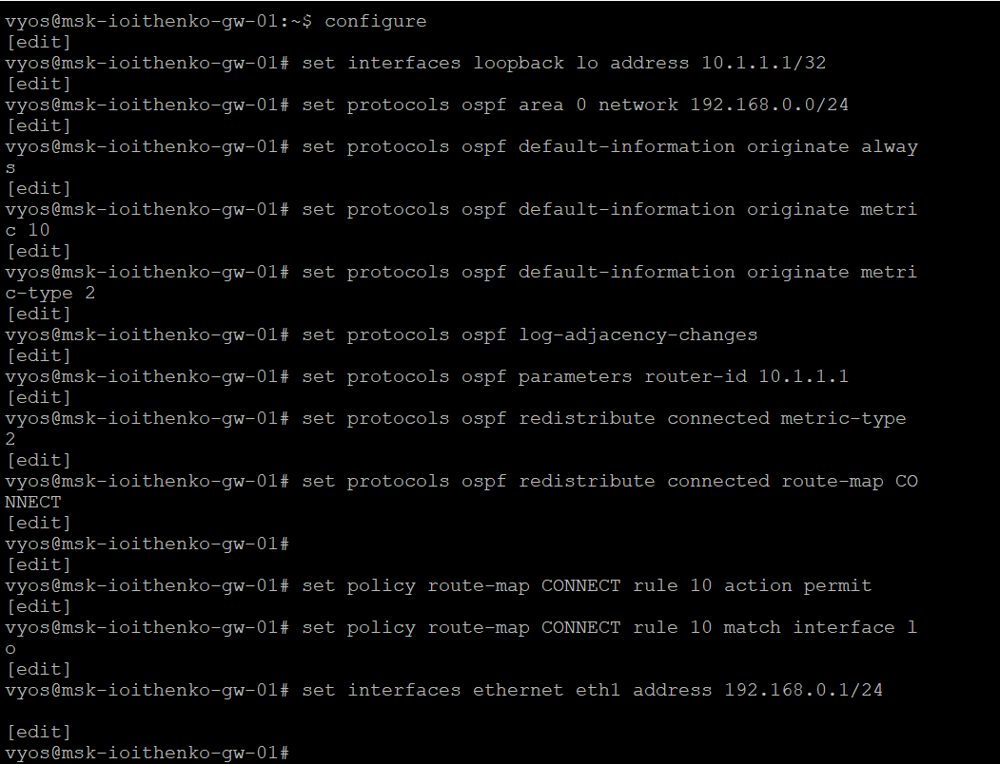 vyos@msk-ioithenko-gw-01:~$ configure
[edit]
vyos@msk-ioithenko-gw-01# set interfaces loopback lo address 10.1.1.1/32
[edit]
vyos@msk-ioithenko-gw-01# set protocols ospf area 0 network 192.168.0.0/24
[edit]
vyos@msk-ioithenko-gw-01# set protocols ospf default-information originate alway
s
[edit]
vyos@msk-ioithenko-gw-01# set protocols ospf default-information originate metri
c 10
[edit]
vyos@msk-ioithenko-gw-01# set protocols ospf default-information originate metri
c-type 2
[edit]
vyos@msk-ioithenko-gw-01# set protocols ospf log-adjacency-changes
[edit]
vyos@msk-ioithenko-gw-01# set protocols ospf parameters router-id 10.1.1.1
[edit]
vyos@msk-ioithenko-gw-01# set protocols ospf redistribute connected metric-type
2
[edit]
vyos@msk-ioithenko-gw-01# set protocols ospf redistribute connected route-map CO
NNECT
[edit]
vyos@msk-ioithenko-gw-01#
[edit]
vyos@msk-ioithenko-gw-01# set policy route-map CONNECT rule 10 action permit
[edit]
vyos@msk-ioithenko-gw-01# set policy route-map CONNECT rule 10 match interface l
o
[edit]
vyos@msk-ioithenko-gw-01# set interfaces ethernet eth1 address 192.168.0.1/24
[edit]
vyos@msk-ioithenko-gw-01#